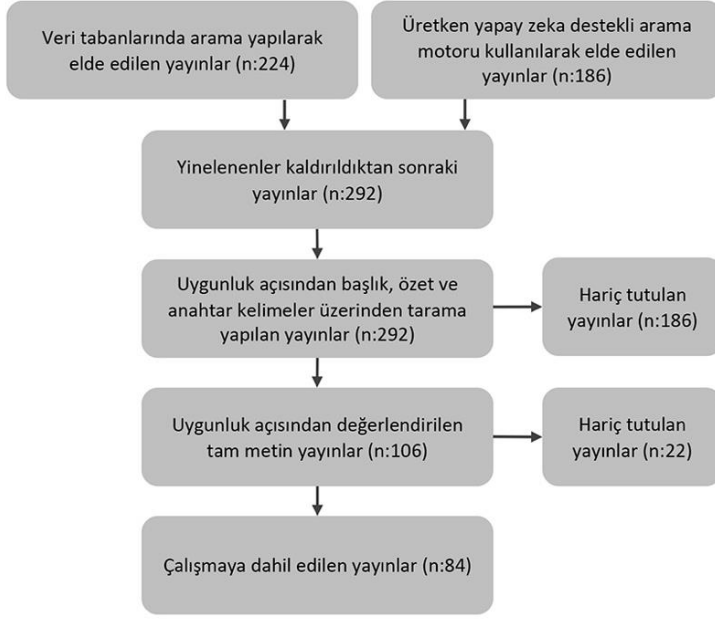 Veri tabanlarında arama yapılarak
elde edilen yayınlar (n:224)
Üretken yapay zeka destekli arama
motoru kullanılarak elde edilen
yayınlar (n:186)
Yinelenenler kaldırıldıktan sonraki
yayınlar (n:292)
Uygunluk açısından başlık, özet ve
anahtar kelimeler üzerinden tarama
yapılan yayınlar (n:292)
Hariç tutulan
yayınlar (n:186)
Uygunluk açısından değerlendirilen
tam metin yayınlar (n:106)
Hariç tutulan
yayınlar (n:22)
Çalışmaya dahil edilen yayınlar (n:84)